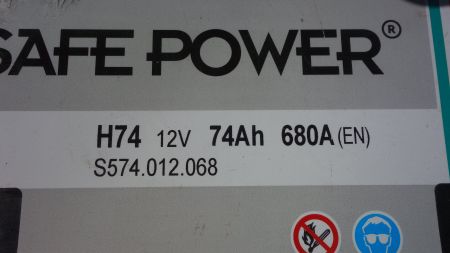 SAFE POWER®
H74 12V 74Ah 680A (EN)
S574.012.068